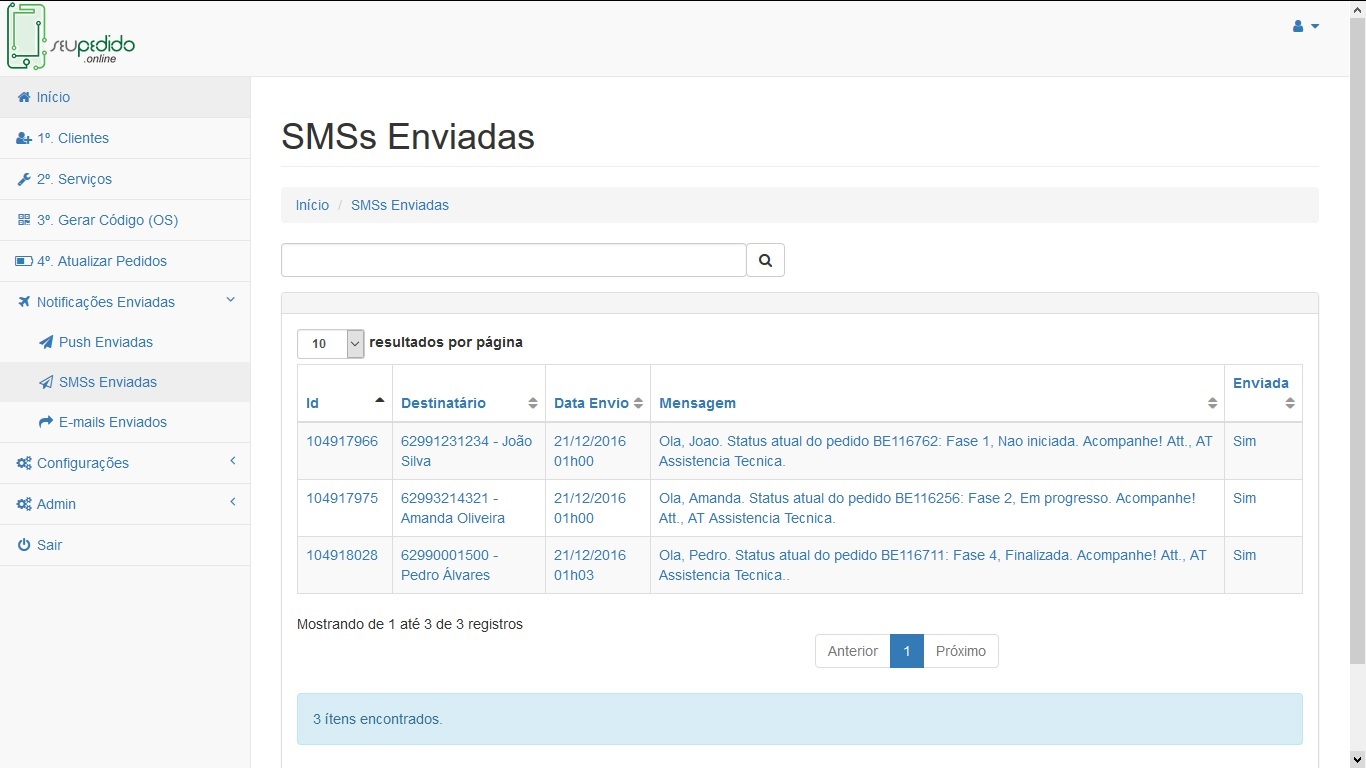 seupedido
.online
Início
1º. Clientes
2º. Serviços
3º. Gerar Código (OS)
4º. Atualizar Pedidos
Notificações Enviadas
Push Enviadas
SMSs Enviadas
E-mails Enviados
Configurações
Admin
Sair
SMSs Enviadas
Início / SMSs Enviadas
10 resultados por página
Id Destinatário Data Envio Mensagem Enviada
104917966 62991231234 - João 21/12/2016 Ola, Joao. Status atual do pedido BE116762: Fase 1, Nao iniciada. Acompanhe! Att., AT Sim
Silva 01h00 Assistencia Tecnica.
104917975 62993214321 - 21/12/2016 Ola, Amanda. Status atual do pedido BE116256: Fase 2, Em progresso. Acompanhe! Sim
Amanda Oliveira 01h00 Att., AT Assistencia Tecnica.
104918028 62990001500 - 21/12/2016 Ola, Pedro. Status atual do pedido BE116711: Fase 4, Finalizada. Acompanhe! Att., AT Sim
Pedro Álvares 01h03 Assistencia Tecnica..
Mostrando de 1 até 3 de 3 registros
Anterior 1 Próximo
3 ítens encontrados.